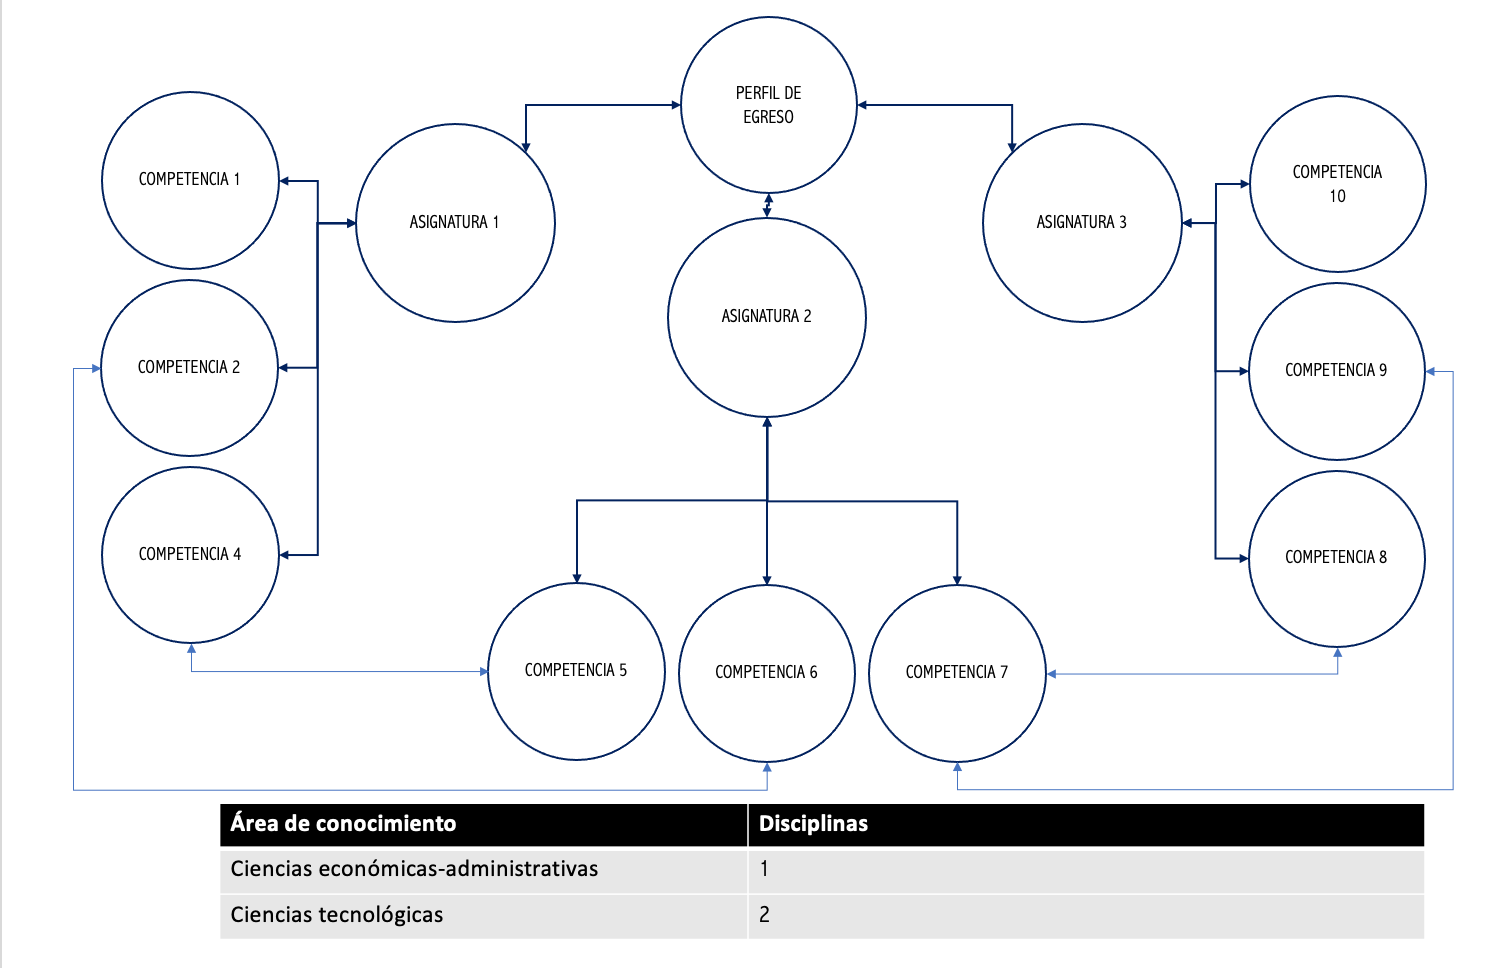 PERFIL DE
EGRESO
COMPETENCIA 1
ASIGNATURA 1
ASIGNATURA 3
COMPETENCIA
10
ASIGNATURA 2
COMPETENCIA 2
COMPETENCIA 9
COMPETENCIA 4
COMPETENCIA 8
COMPETENCIA 5
COMPETENCIA 6
COMPETENCIA 7
Área de conocimiento Disciplinas
Ciencias económicas-administrativas 1
Ciencias tecnológicas 2